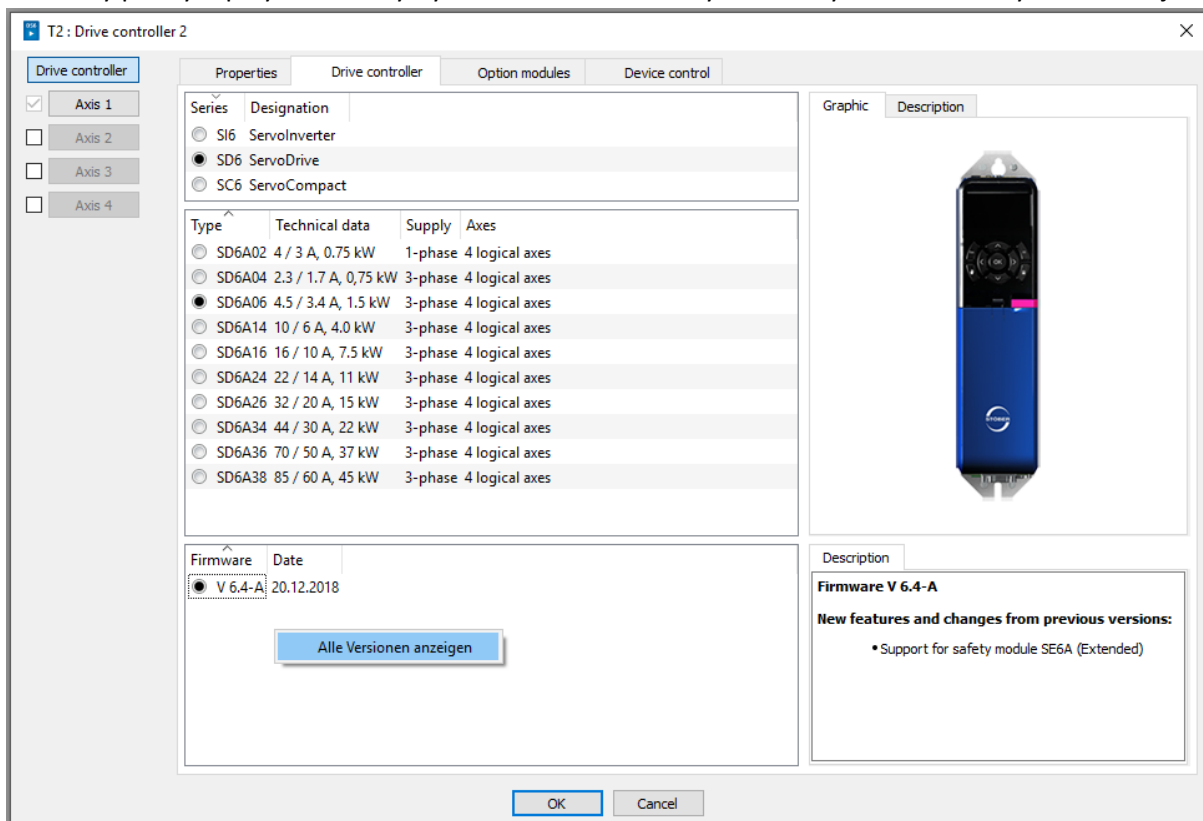 T2 : Drive controller 2
Drive controller
Axis 1
Axis 2
Axis 3
Axis 4
Properties Drive controller Option modules Device control
Series Designation
SI6 ServoInverter
SD6 ServoDrive
SC6 ServoCompact
Type Technical data Supply Axes
SD6A02 4 / 3 A, 0.75 kW 1-phase 4 logical axes
SD6A04 2.3 / 1.7 A, 0,75 kW 3-phase 4 logical axes
SD6A06 4.5 / 3.4 A, 1.5 kW 3-phase 4 logical axes
SD6A14 10 / 6 A, 4.0 kW 3-phase 4 logical axes
SD6A16 16 / 10 A, 7.5 kW 3-phase 4 logical axes
SD6A24 22 / 14 A, 11 kW 3-phase 4 logical axes
SD6A26 32 / 20 A, 15 kW 3-phase 4 logical axes
SD6A34 44 / 30 A, 22 kW 3-phase 4 logical axes
SD6A36 70 / 50 A, 37 kW 3-phase 4 logical axes
SD6A38 85 / 60 A, 45 kW 3-phase 4 logical axes
Firmware Date
V 6.4-A 20.12.2018
Alle Versionen anzeigen
Graphic Description
OK
Description
Firmware V 6.4-A
New features and changes from previous versions:
• Support for safety module SE6A (Extended)
OK Cancel